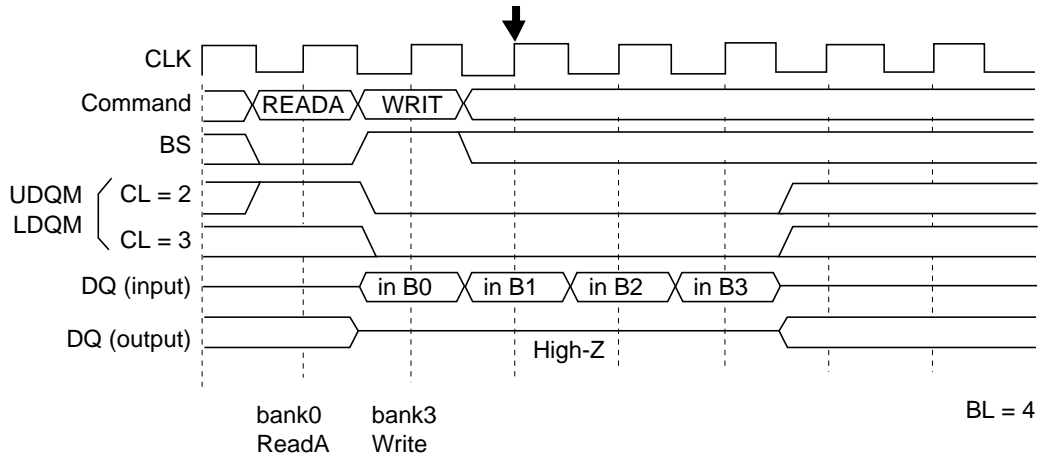 CLK
Command READA WRIT
BS
UDQM
LDQM
CL = 2
CL = 3
DQ (input) in B0 in B1 in B2 in B3
DQ (output)
High-Z
bank0 bank3
ReadA Write
BL = 4